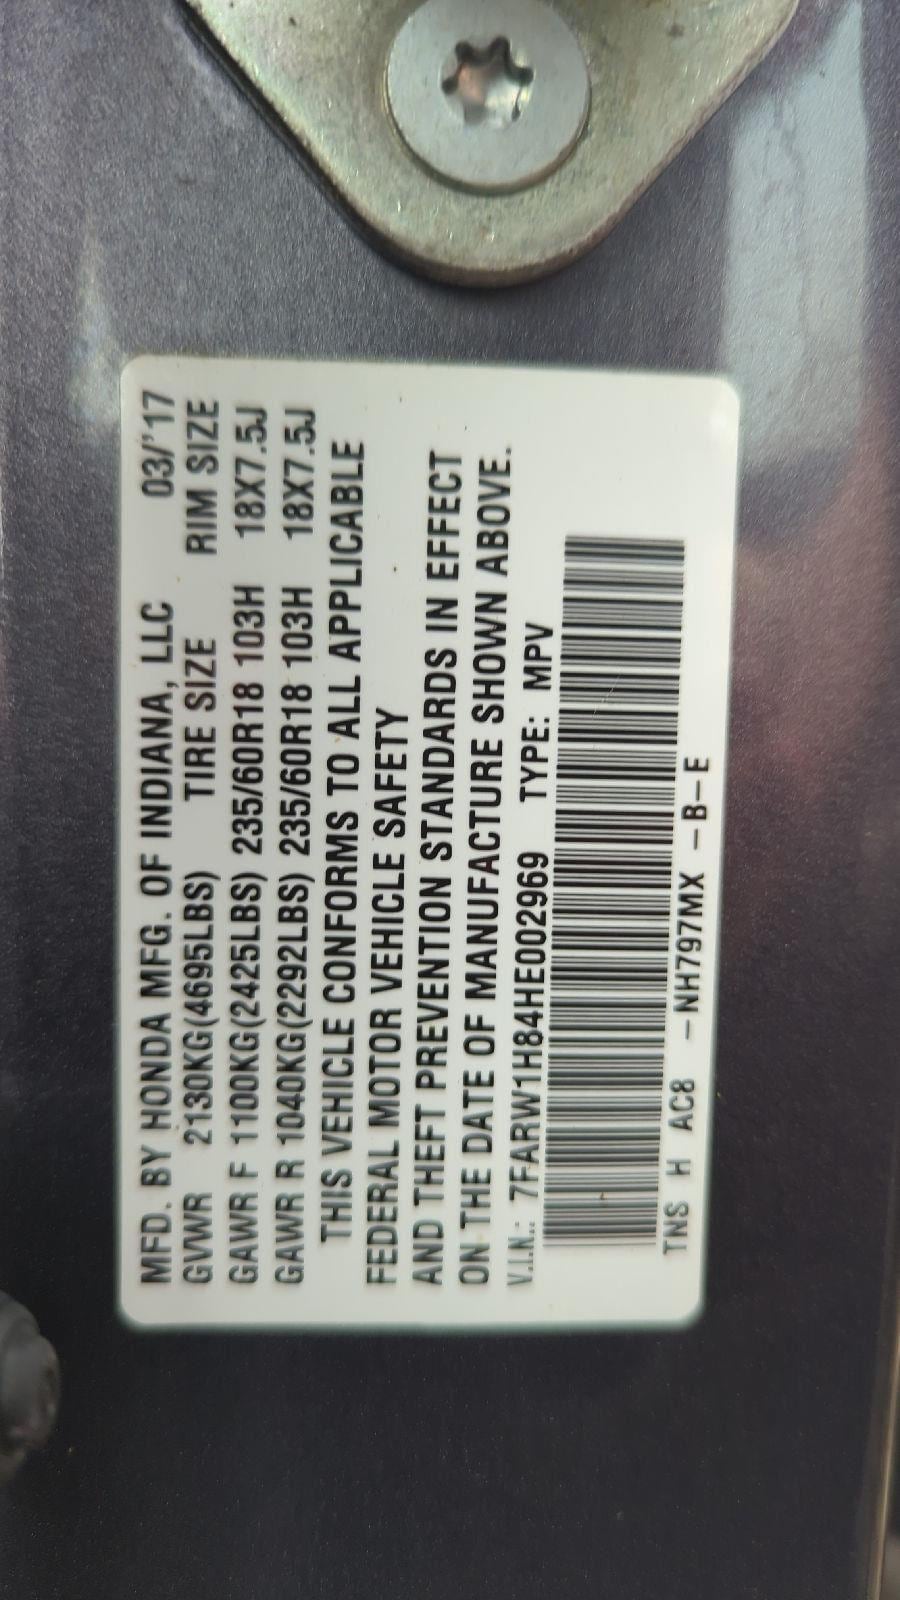 MFD. BY HONDA MFG. OF INDIANA, LLC 03/'17
GVWR 2130KG(4695LBS) TIRE SIZE RIM SIZE
GAWR F 1100KG(2425LBS) 235/60R18 103H 18X7.5J
GAWR R 1040KG(2292LBS) 235/60R18 103H 18X7.5J
THIS VEHICLE CONFORMS TO ALL APPLICABLE
FEDERAL MOTOR VEHICLE SAFETY
AND THEFT PREVENTION STANDARDS IN EFFECT
ON THE DATE OF MANUFACTURE SHOWN ABOVE.
V.I.N.: 7FARW1H84HE002969 TYPE: MPV
TNS H AC8 -NH797MX -B-E